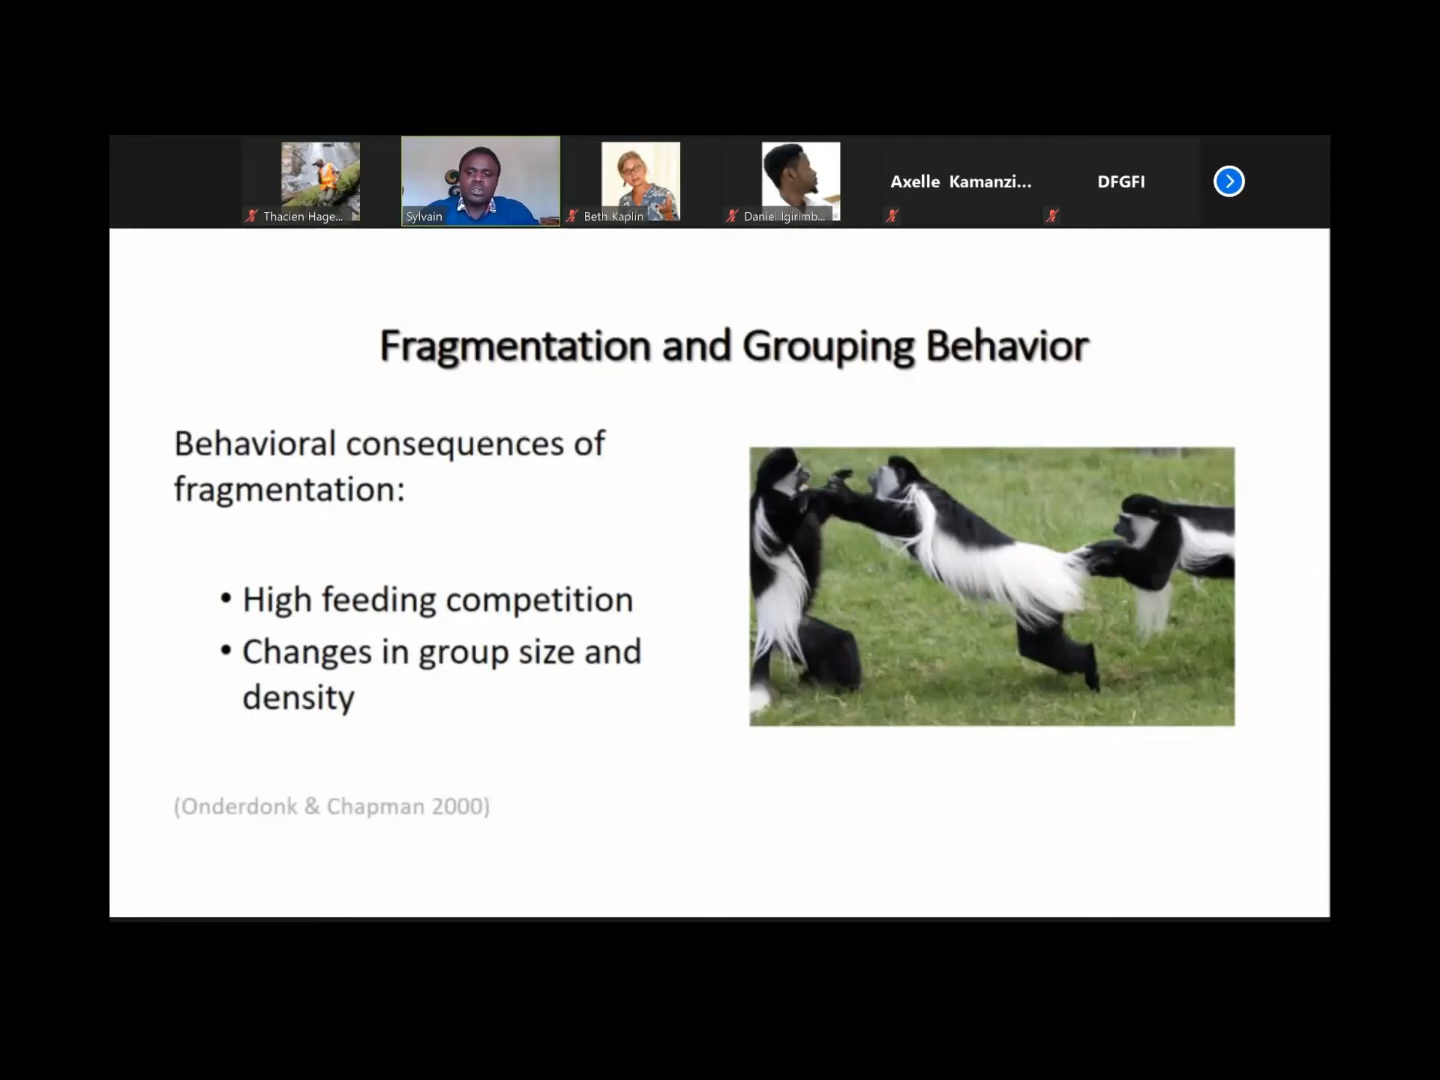 Thacien Hage...
Sylvain
Beth Kaplin
Daniel Igirimb...
Axelle Kamanzi...
DFGFI
Fragmentation and Grouping Behavior
Behavioral consequences of
fragmentation:
• High feeding competition
• Changes in group size and
density
(Onderdonk & Chapman 2000)